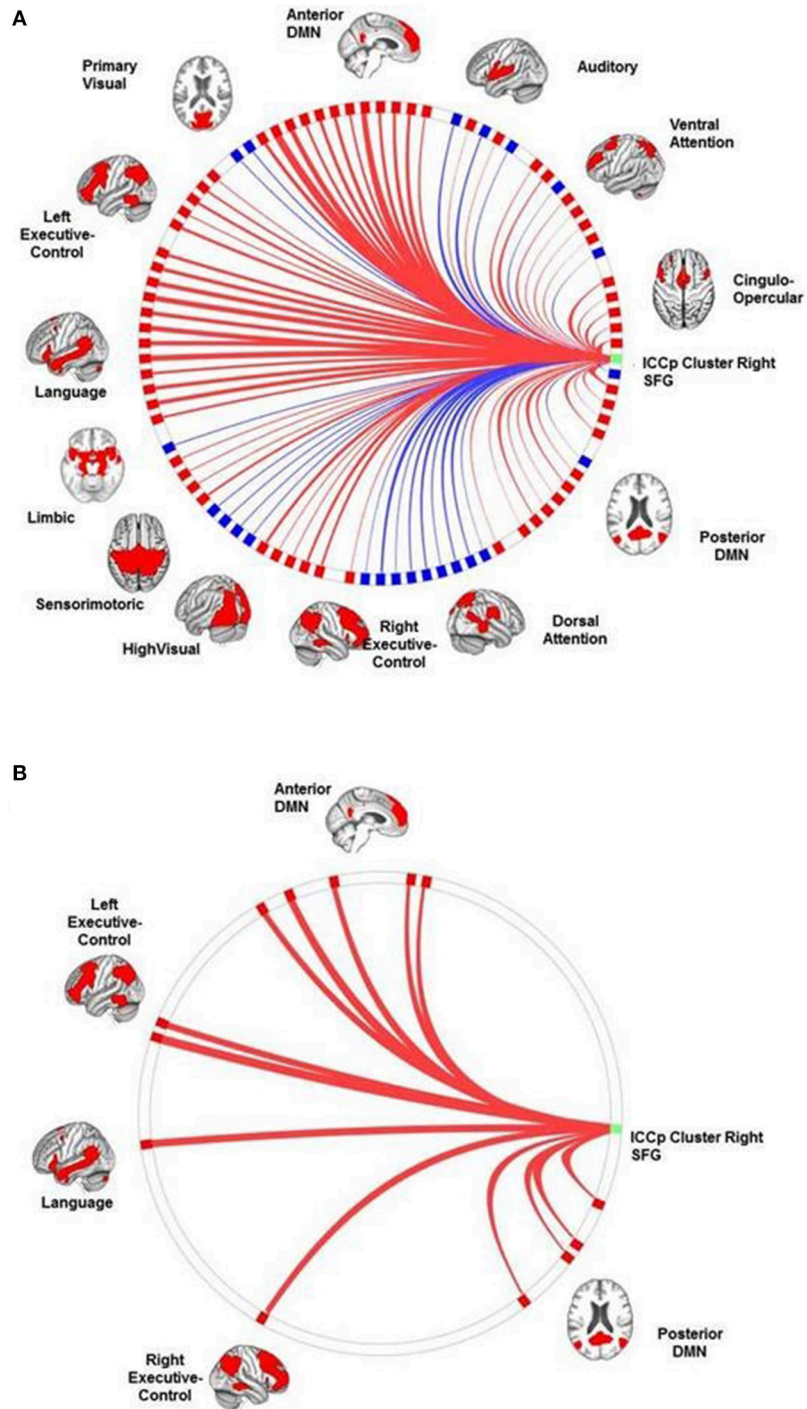 A
Anterior
DMN
Auditory
Primary
Visual
Ventral
Attention
Left
Executive-
Control
Cingulo-
Opercular
ICCp Cluster Right
SFG
Language
Limbic
Posterior
DMN
Sensorimotoric
HighVisual
Right
Executive-
Control
Dorsal
Attention
B
Anterior
DMN
Left
Executive-
Control
ICCp Cluster Right
SFG
Language
Posterior
DMN
Right
Executive-
Control